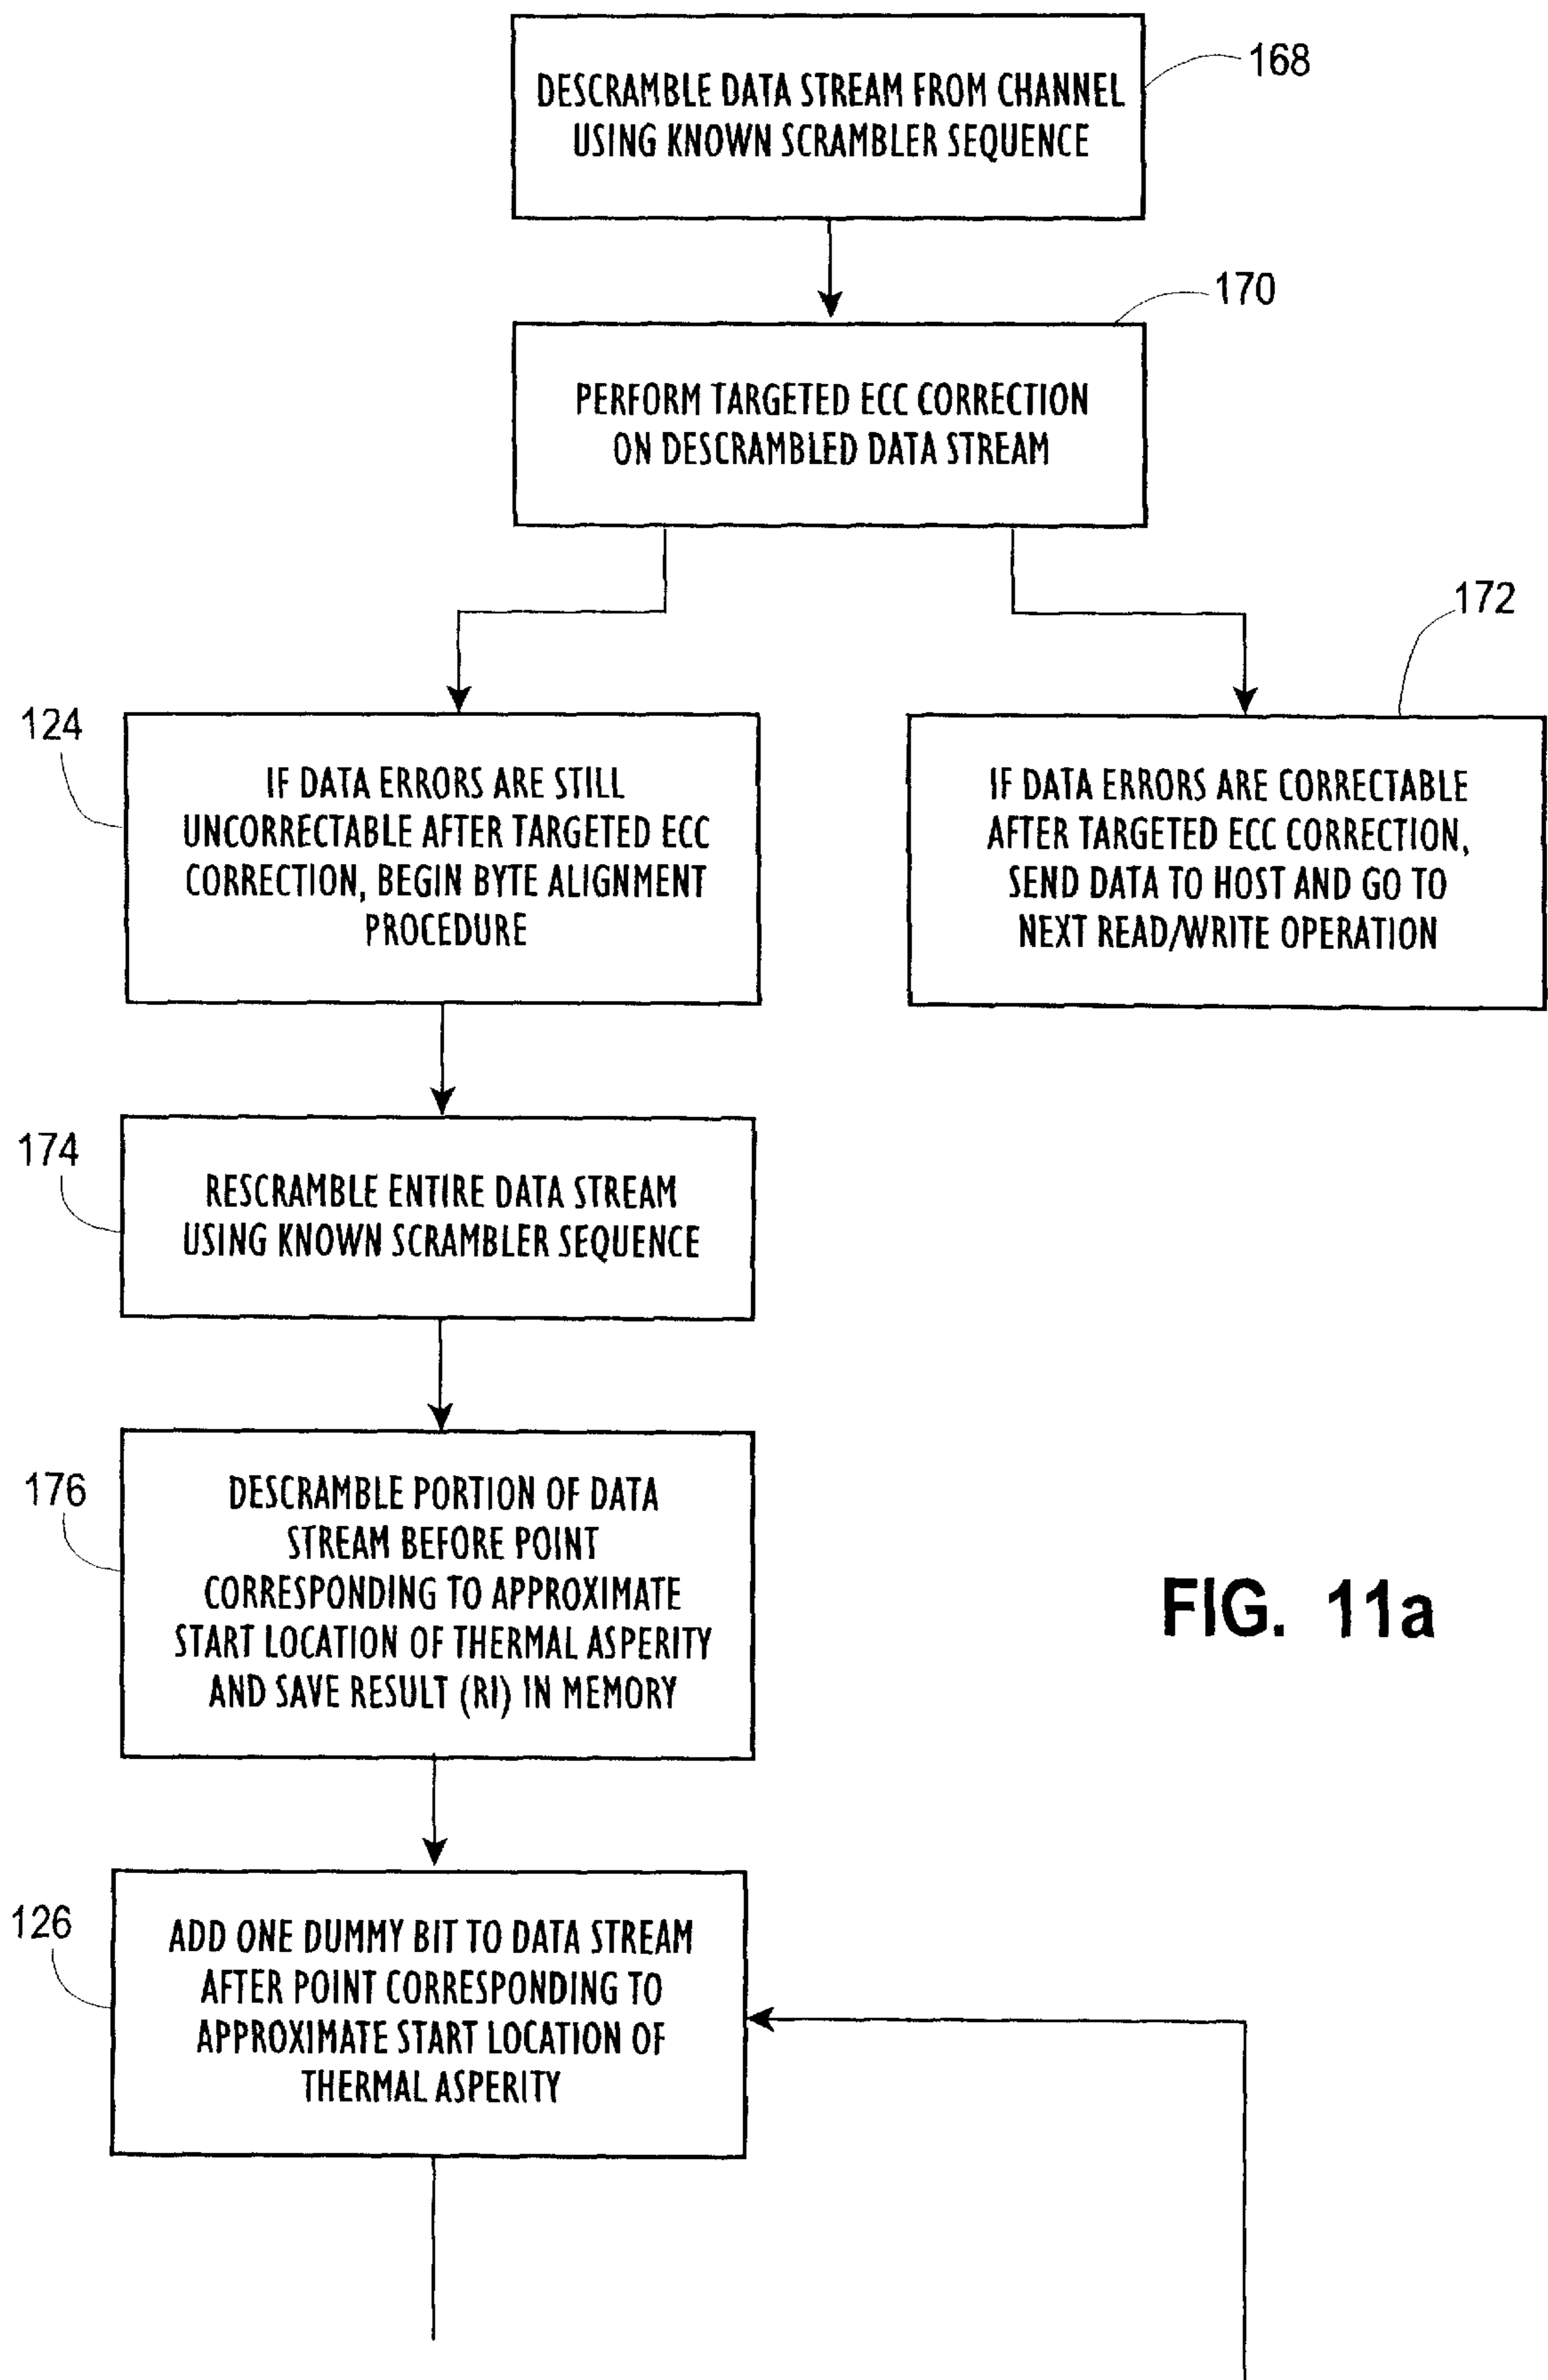 168
DESCRAMBLE DATA STREAM FROM CHANNEL
USING KNOWN SCRAMBLER SEQUENCE
170
PERFORM TARGETED ECC CORRECTION
ON DESCRAMBLED DATA STREAM
124
IF DATA ERRORS ARE STILL
UNCORRECTABLE AFTER TARGETED ECC
CORRECTION, BEGIN BYTE ALIGNMENT
PROCEDURE
172
IF DATA ERRORS ARE CORRECTABLE
AFTER TARGETED ECC CORRECTION,
SEND DATA TO HOST AND GO TO
NEXT READ/WRITE OPERATION
174
RESCRAMBLE ENTIRE DATA STREAM
USING KNOWN SCRAMBLER SEQUENCE
176
DESCRAMBLE PORTION OF DATA
STREAM BEFORE POINT
CORRESPONDING TO APPROXIMATE
START LOCATION OF THERMAL ASPERITY
AND SAVE RESULT (RI) IN MEMORY
FIG. 11a
126
ADD ONE DUMMY BIT TO DATA STREAM
AFTER POINT CORRESPONDING TO
APPROXIMATE START LOCATION OF
THERMAL ASPERITY